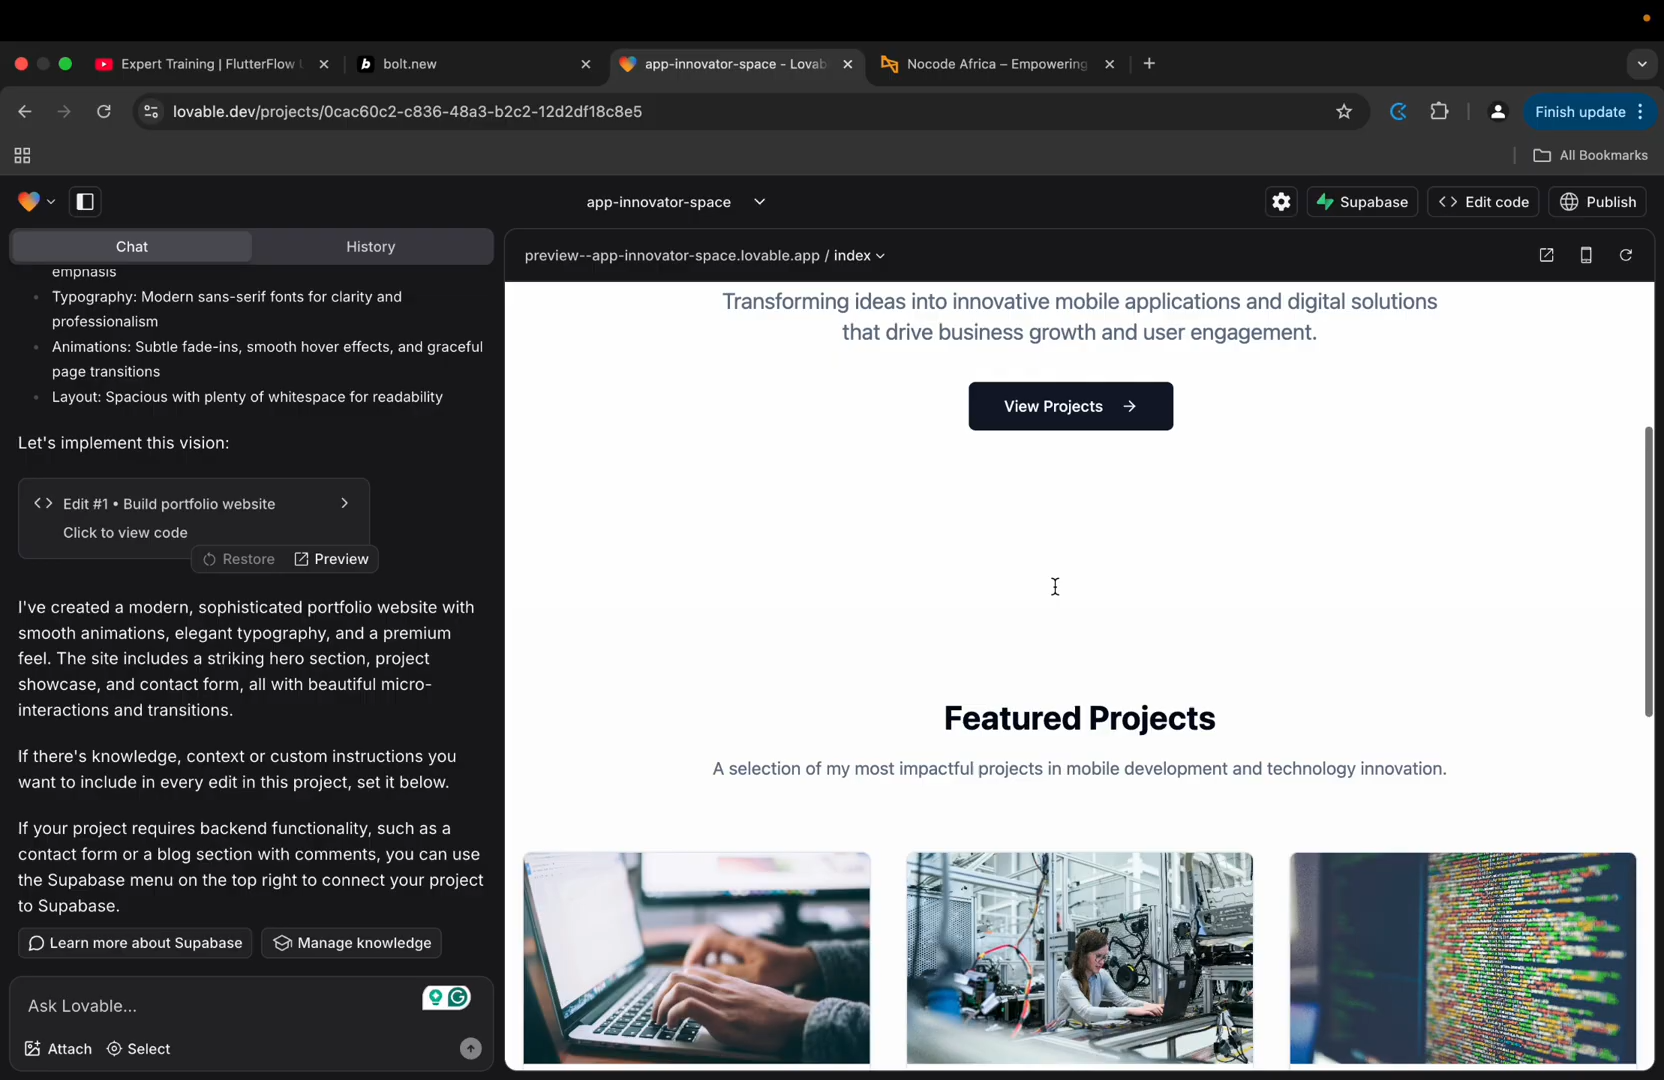 Expert Training | FlutterFlow
bolt.new
app-innovator-space - Lovab
Nocode Africa – Empowering
lovable.dev/projects/0cac60c2-c836-48a3-b2c2-12d2df18c8e5
Finish update
All Bookmarks
app-innovator-space
Supabase
Edit code
Publish
Chat
History
preview--app-innovator-space.lovable.app / index
emphasis
Typography: Modern sans-serif fonts for clarity and
professionalism
Animations: Subtle fade-ins, smooth hover effects, and graceful
page transitions
Layout: Spacious with plenty of whitespace for readability
Let's implement this vision:
Edit #1 • Build portfolio website
Click to view code
Restore
Preview
I've created a modern, sophisticated portfolio website with
smooth animations, elegant typography, and a premium
feel. The site includes a striking hero section, project
showcase, and contact form, all with beautiful micro-
interactions and transitions.
If there's knowledge, context or custom instructions you
want to include in every edit in this project, set it below.
If your project requires backend functionality, such as a
contact form or a blog section with comments, you can use
the Supabase menu on the top right to connect your project
to Supabase.
Learn more about Supabase
Manage knowledge
Ask Lovable...
Attach
Select
Transforming ideas into innovative mobile applications and digital solutions
that drive business growth and user engagement.
View Projects
Featured Projects
A selection of my most impactful projects in mobile development and technology innovation.